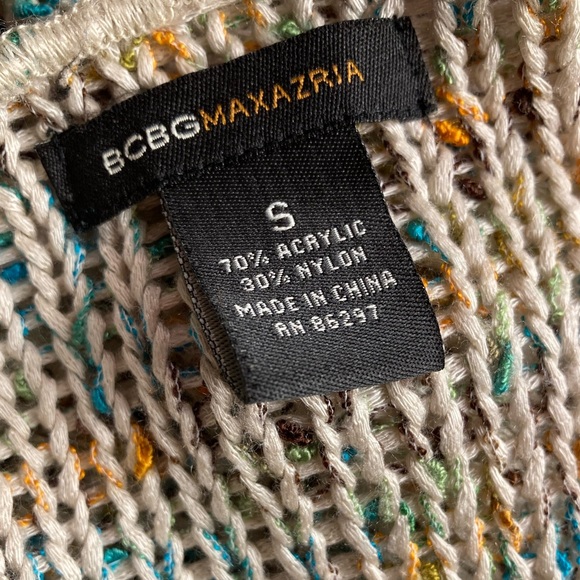 BCBGMAXAZRIA
S
70% ACRYLIC
30% NYLON
MADE IN CHINA
RN 86297